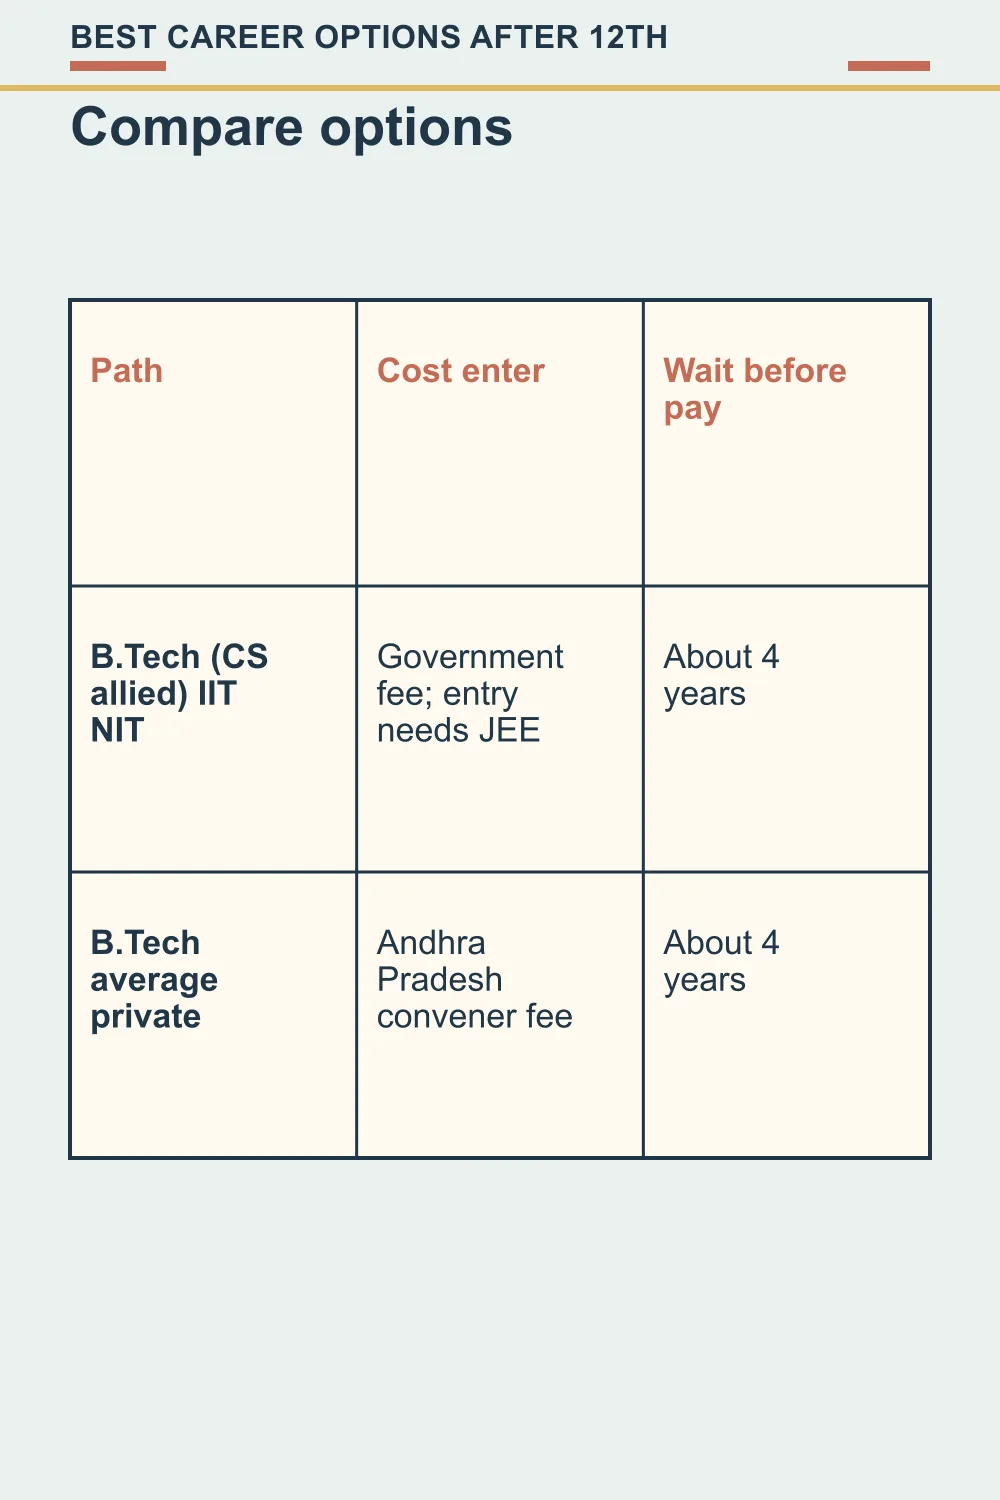 BEST CAREER OPTIONS AFTER 12TH
Compare options
Path
Cost enter
Wait before
pay
B.Tech (CS
allied) IIT
NIT
Government
fee; entry
needs JEE
About 4
years
B.Tech
average
private
Andhra
Pradesh
convener fee
About 4
years